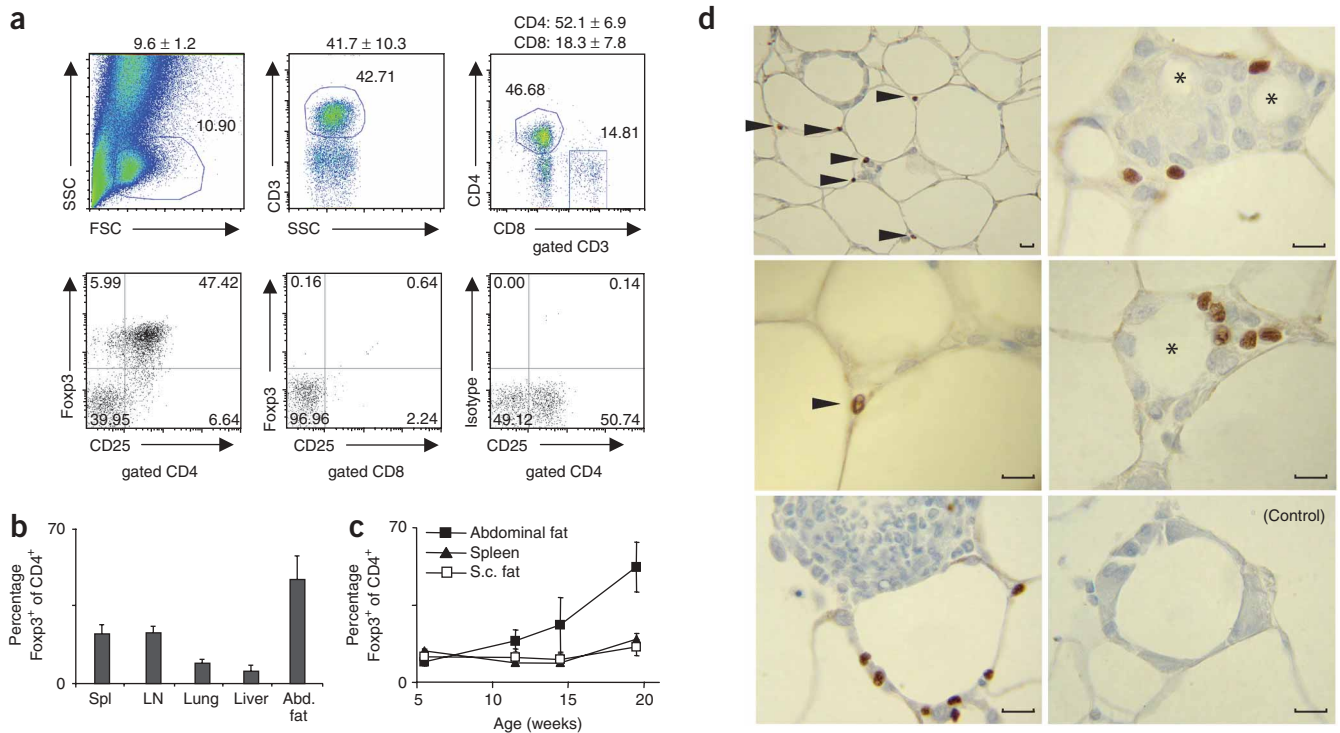 a
9.6 ± 1.2
SSC
FSC
10.90
41.7 ± 10.3
CD3
SSC
42.71
CD4: 52.1 ± 6.9
CD8: 18.3 ± 7.8
CD4
CD8
gated CD3
46.68
14.81
Foxp3
CD25
gated CD4
5.99
47.42
39.95
6.64
Foxp3
CD25
gated CD8
0.16
0.64
96.96
2.24
Isotype
CD25
gated CD4
0.00
0.14
49.12
50.74
b
Percentage
Foxp3+ of CD4+
70
0
Spl
LN
Lung
Liver
Abd.
fat
c
Percentage
Foxp3+ of CD4+
70
0
Abdominal fat
Spleen
S.c. fat
5
10
15
20
Age (weeks)
d
*
*
*
(Control)